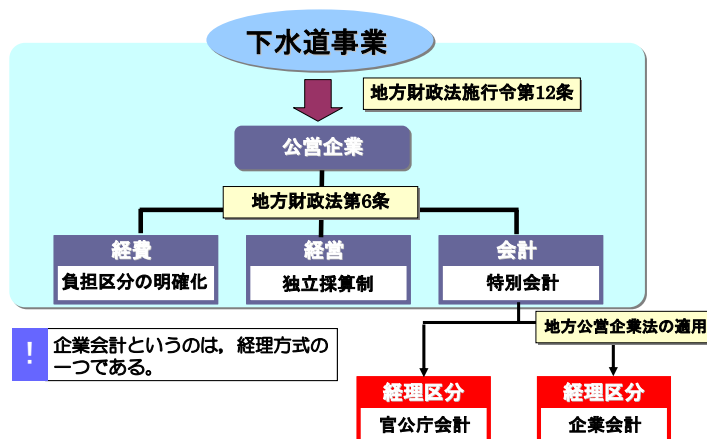 下水道事業
地方財政法施行令第12条
公営企業
地方財政法第6条
経費
負担区分の明確化
経営
独立採算制
会計
特別会計
地方公営企業法の適用
!
企業会計というのは，経理方式の
一つである。
経理区分
官公庁会計
経理区分
企業会計